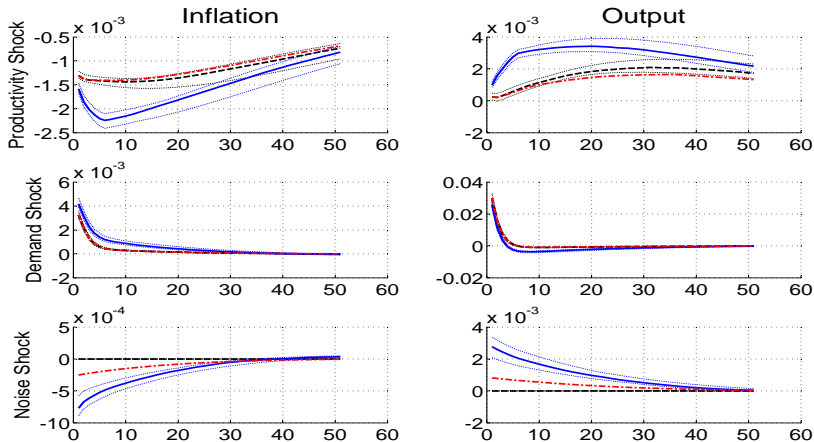 Inflation
Output
x 10⁻³
-0.5
-1
-1.5
-2
-2.5
0 10 20 30 40 50 60
Productivity Shock
x 10⁻³
4
2
0
-2
0 10 20 30 40 50 60
x 10⁻³
6
4
2
0
-2
0 10 20 30 40 50 60
Demand Shock
0.04
0.02
0
-0.02
0 10 20 30 40 50 60
x 10⁻⁴
5
0
-5
-10
0 10 20 30 40 50 60
Noise Shock
x 10⁻³
4
2
0
-2
0 10 20 30 40 50 60